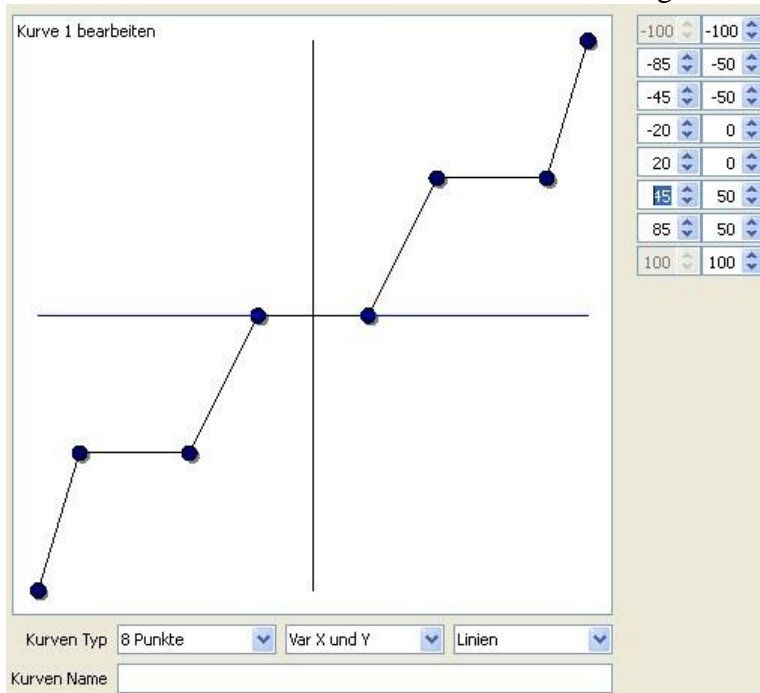 Kurve 1 bearbeiten
-100 -100
-85 -50
-45 -50
-20 0
20 0
45 50
85 50
100 100
Kurven Typ 8 Punkte Var X und Y Linien
Kurven Name